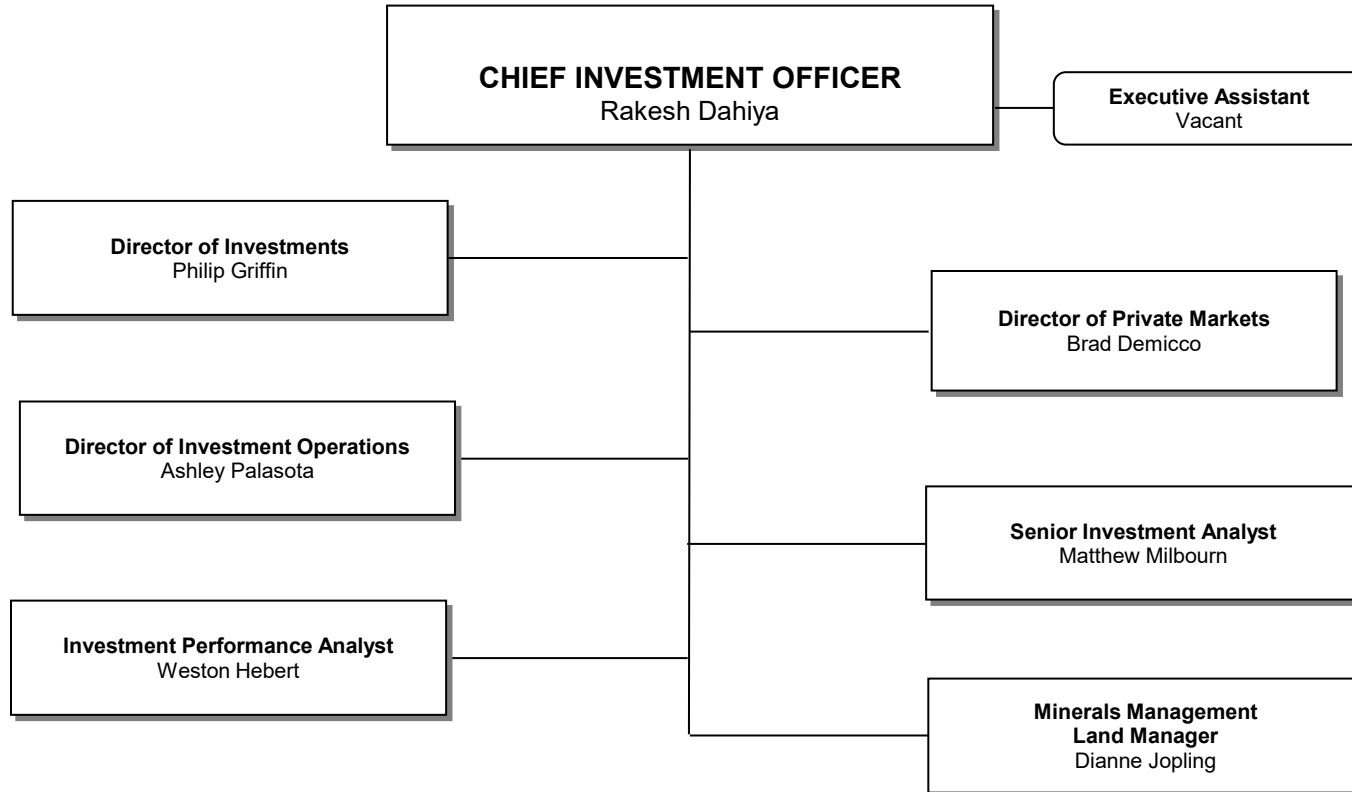 CHIEF INVESTMENT OFFICER
Rakesh Dahiya
Executive Assistant
Vacant
Director of Investments
Philip Griffin
Director of Private Markets
Brad Demicco
Director of Investment Operations
Ashley Palasota
Senior Investment Analyst
Matthew Milbourn
Investment Performance Analyst
Weston Hebert
Minerals Management
Land Manager
Dianne Jopling